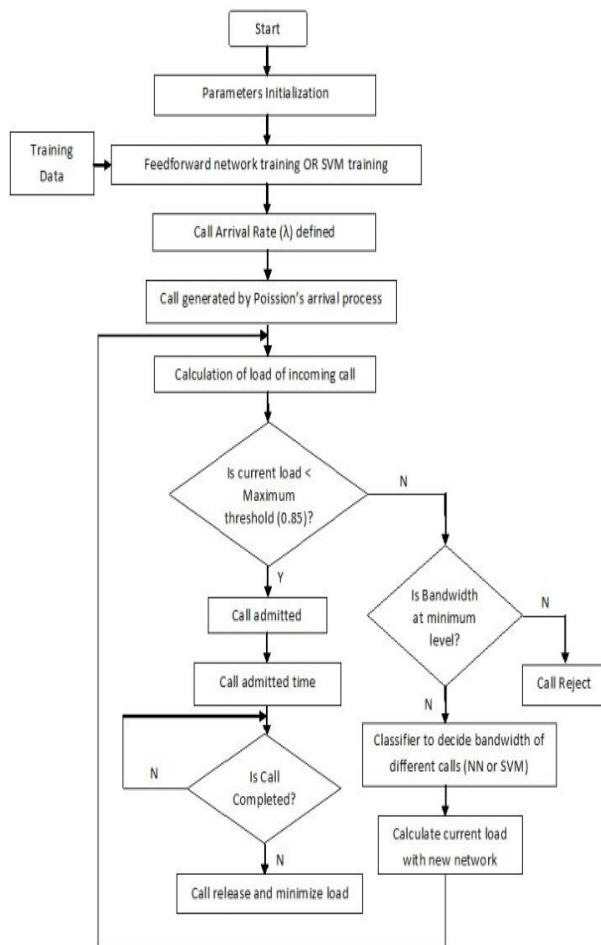 Start
Parameters Initialization
Training
Data
Feedforward network training OR SVM training
Call Arrival Rate (λ) defined
Call generated by Poission's arrival process
Calculation of load of incoming call
Is current load <
Maximum
threshold (0.85)?
N
Y
Is Bandwidth
at minimum
level?
N
Call admitted
Call Reject
Call admitted time
N
Classifier to decide bandwidth of
different calls (NN or SVM)
N
Is Call
Completed?
Calculate current load
with new network
N
Call release and minimize load